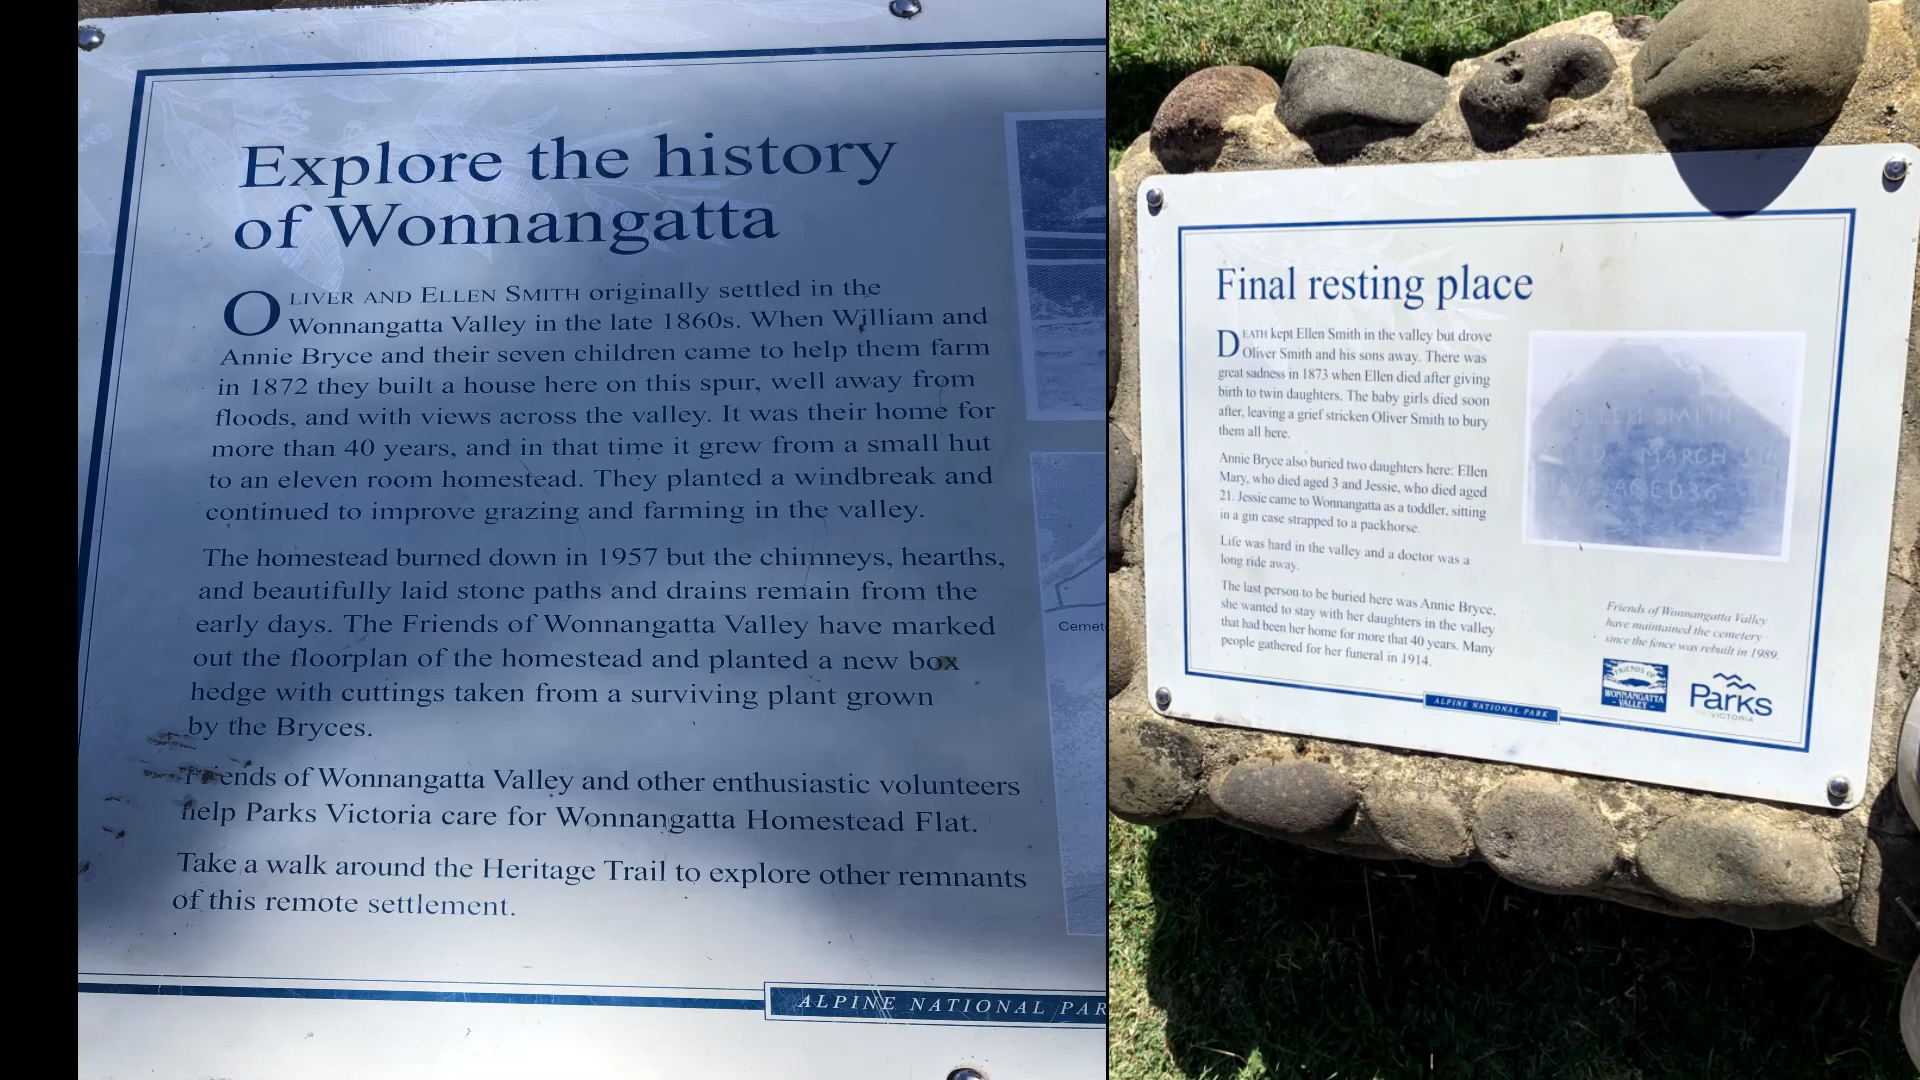 Explore the history
of Wonnangatta
OLIVER AND ELLEN SMITH originally settled in the
Wonnangatta Valley in the late 1860s. When William and
Annie Bryce and their seven children came to help them farm
in 1872 they built a house here on this spur, well away from
floods, and with views across the valley. It was their home for
more than 40 years, and in that time it grew from a small hut
to an eleven room homestead. They planted a windbreak and
continued to improve grazing and farming in the valley.
The homestead burned down in 1957 but the chimneys, hearths,
and beautifully laid stone paths and drains remain from the
early days. The Friends of Wonnangatta Valley have marked
out the floorplan of the homestead and planted a new box
hedge with cuttings taken from a surviving plant grown
by the Bryces.
Friends of Wonnangatta Valley and other enthusiastic volunteers
help Parks Victoria care for Wonnangatta Homestead Flat.
Take a walk around the Heritage Trail to explore other remnants
of this remote settlement.
Cemet
ALPINE NATIONAL PAR
Final resting place
DEATH kept Ellen Smith in the valley but drove
Oliver Smith and his sons away. There was
great sadness in 1873 when Ellen died after giving
birth to twin daughters. The baby girls died soon
after, leaving a grief stricken Oliver Smith to bury
them all here.
Annie Bryce also buried two daughters here: Ellen
Mary, who died aged 3 and Jessie, who died aged
21. Jessie came to Wonnangatta as a toddler, sitting
in a gin case strapped to a packhorse.
Life was hard in the valley and a doctor was a
long ride away.
The last person to be buried here was Annie Bryce,
she wanted to stay with her daughters in the valley
that had been her home for more that 40 years. Many
people gathered for her funeral in 1914.
ELLEN SMITH
MARCH
AGED 36
Friends of Wonnangatta Valley
have maintained the cemetery
since the fence was rebuilt in 1989.
FRIENDS OF
WONNANGATTA
- VALLEY -
Parks
VICTORIA
ALPINE NATIONAL PARK